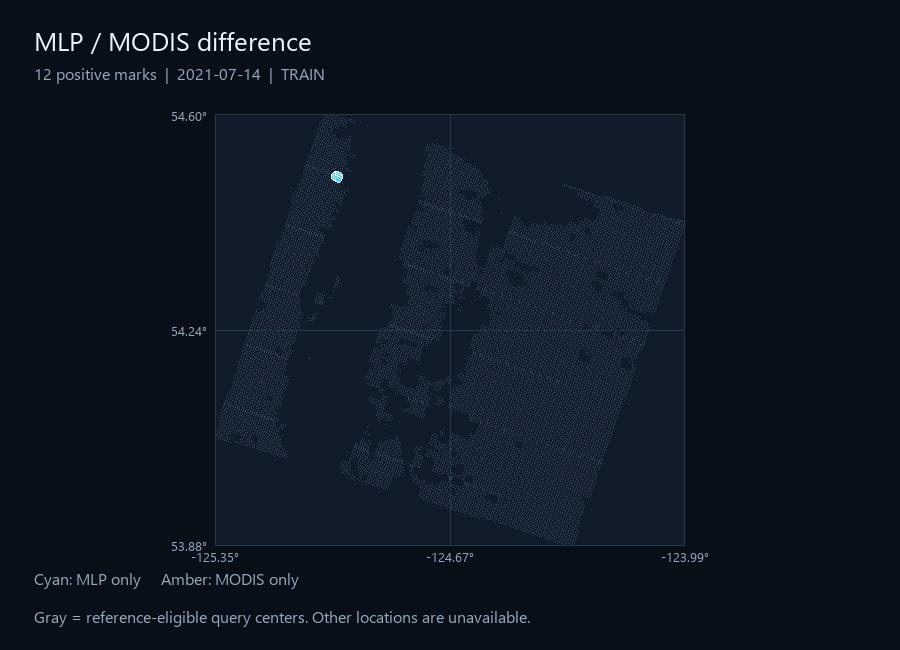 MLP / MODIS difference
12 positive marks | 2021-07-14 | TRAIN
54.60°
54.24°
53.88°
-125.35° -124.67° -123.99°
Cyan: MLP only Amber: MODIS only
Gray = reference-eligible query centers. Other locations are unavailable.